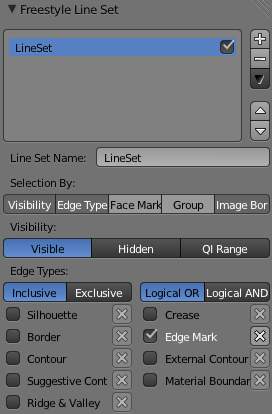 Freestyle Line Set
LineSet
Line Set Name: LineSet
Selection By:
Visibility Edge Type Face Mark Group Image Bor
Visibility:
Visible Hidden QI Range
Edge Types:
Inclusive Exclusive Logical OR Logical AND
Silhouette Crease
Border Edge Mark
Contour External Contour
Suggestive Cont Material Boundar
Ridge & Valley